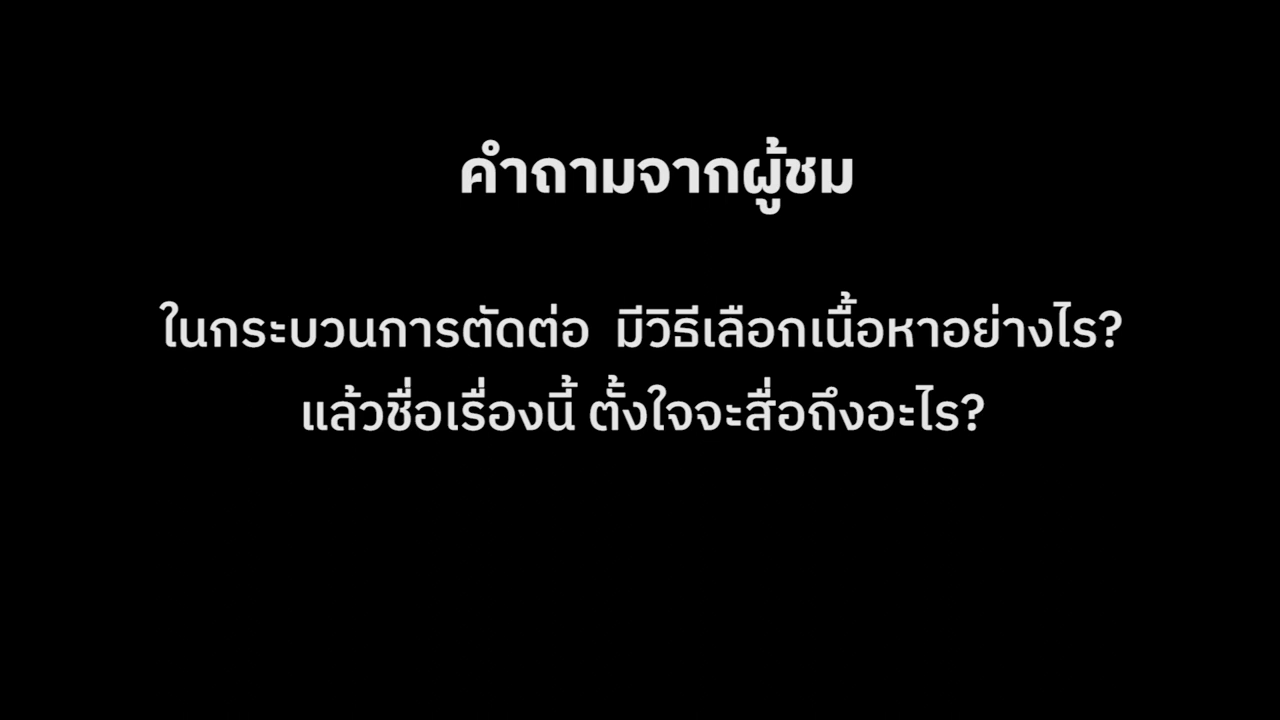 คำถามจากผู้ชม
ในกระบวนการตัดต่อ มีวิธีเลือกเนื้อหาอย่างไร?
แล้วชื่อเรื่องนี้ ตั้งใจจะสื่อถึงอะไร?